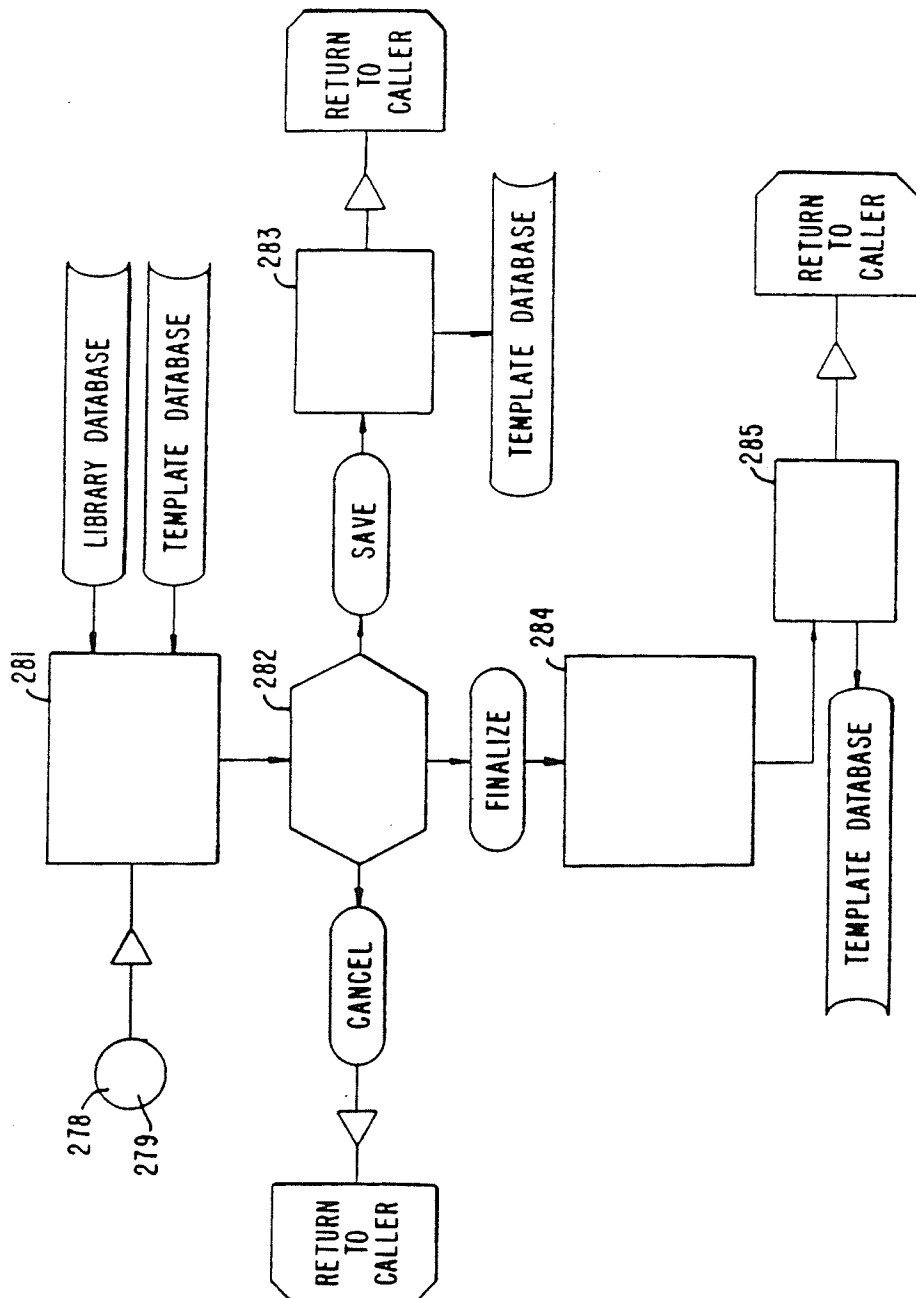 278
279
281
LIBRARY DATABASE
TEMPLATE DATABASE
282
CANCEL
RETURN
TO
CALLER
SAVE
283
RETURN
TO
CALLER
TEMPLATE DATABASE
FINALIZE
284
285
TEMPLATE DATABASE
RETURN
TO
CALLER